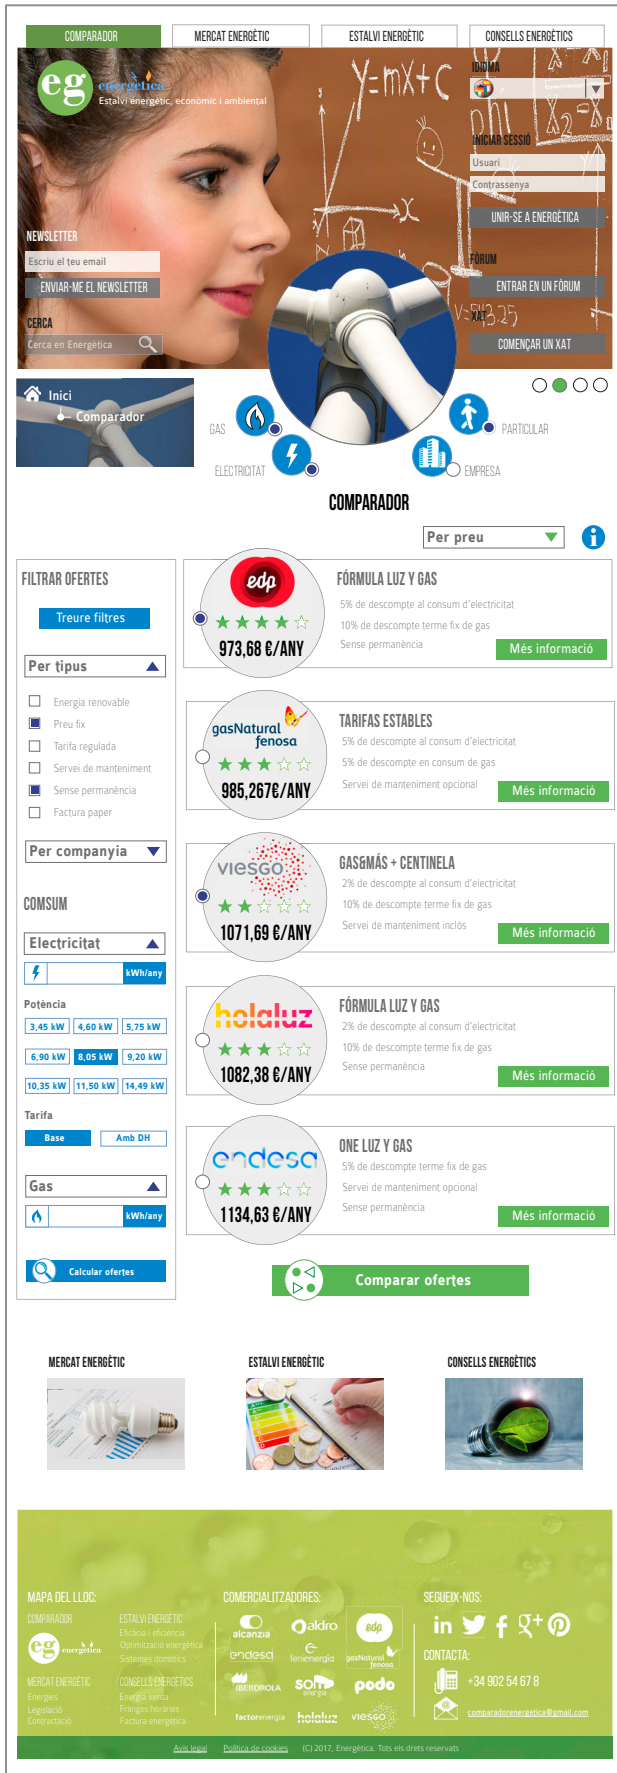 COMPARADOR
MERCAT ENERGÈTIC
ESTALVI ENERGÈTIC
CONSELLS ENERGÈTICS
eg energètica
Estalvi energètic, econòmic i ambiental
Y=mX+C
IDIOMA
INICIAR SESSIÓ
Usuari
Contrassenya
UNIR-SE A ENERGÈTICA
NEWSLETTER
Escriu el teu email
ENVIAR-ME EL NEWSLETTER
CERCA
Cerca en Energètica
FÒRUM
ENTRAR EN UN FÒRUM
V=543.25
XAT
COMENÇAR UN XAT
Inici
Comparador
GAS
ELECTRICITAT
PARTICULAR
EMPRESA
COMPARADOR
Per preu
FILTRAR OFERTES
Treure filtres
Per tipus
Energia renovable
Preu fix
Tarifa regulada
Servei de manteniment
Sense permanència
Factura paper
Per companyia
COMSUM
Electricitat
kWh/any
Potència
3,45 kW 4,60 kW 5,75 kW
6,90 kW 8,05 kW 9,20 kW
10,35 kW 11,50 kW 14,49 kW
Tarifa
Base Amb DH
Gas
kWh/any
Calcular ofertes
edp
973,68 €/ANY
FÓRMULA LUZ Y GAS
5% de descompte al consum d'electricitat
10% de descompte terme fix de gas
Sense permanència
Més informació
gasNatural
fenosa
985,267€/ANY
TARIFAS ESTABLES
5% de descompte al consum d'electricitat
5% de descompte en consum de gas
Servei de manteniment opcional
Més informació
viesgo
1071,69 €/ANY
GAS&MÁS + CENTINELA
2% de descompte al consum d'electricitat
10% de descompte terme fix de gas
Servei de manteniment inclòs
Més informació
holaluz
1082,38 €/ANY
FÓRMULA LUZ Y GAS
2% de descompte al consum d'electricitat
10% de descompte terme fix de gas
Sense permanència
Més informació
endesa
1134,63 €/ANY
ONE LUZ Y GAS
5% de descompte terme fix de gas
Servei de manteniment opcional
Sense permanència
Més informació
Comparar ofertes
MERCAT ENERGÈTIC
ESTALVI ENERGÈTIC
CONSELLS ENERGÈTICS
MAPA DEL LLOC:
COMPARADOR
eg energètica
MERCAT ENERGÈTIC
Energies
Legislació
Contractació
ESTALVI ENERGÈTIC
Eficàcia i eficiència
Optimització energètica
Sistemes domòtics
CONSELLS ENERGÈTICS
Energia verda
Franges horàries
Factura energètica
COMERCIALITZADORES:
alcanzia aldro edp
endesa fenienergia gasNatural fenosa
IBERDROLA som energia podo
factorenergia holaluz viesgo
SEGUEIX-NOS:
CONTACTA:
+34 902 54 67 8
comparadorenergetica@gmail.com
Avís legal Política de cookies (C) 2017, Energètica. Tots els drets reservats